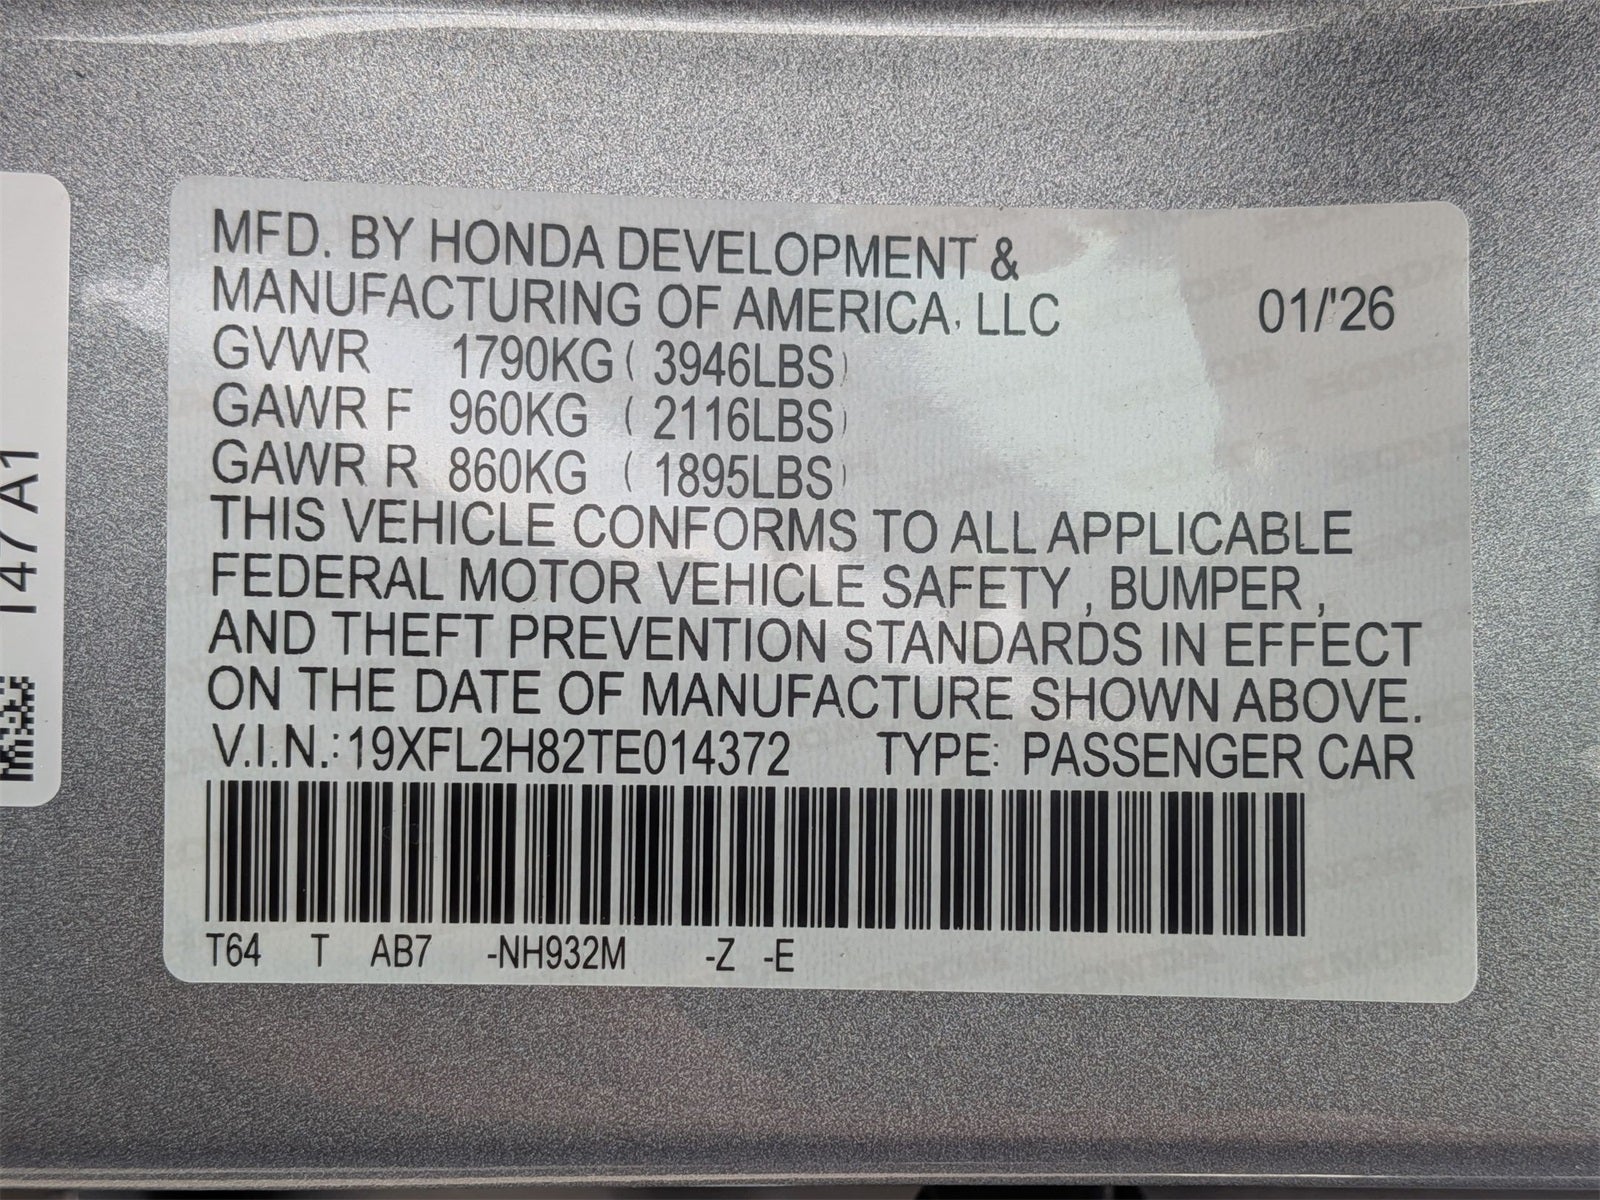 MFD. BY HONDA DEVELOPMENT &
MANUFACTURING OF AMERICA, LLC 01/'26
GVWR 1790KG ( 3946LBS)
GAWR F 960KG ( 2116LBS)
GAWR R 860KG ( 1895LBS)
THIS VEHICLE CONFORMS TO ALL APPLICABLE
FEDERAL MOTOR VEHICLE SAFETY , BUMPER ,
AND THEFT PREVENTION STANDARDS IN EFFECT
ON THE DATE OF MANUFACTURE SHOWN ABOVE.
V.I.N.: 19XFL2H82TE014372 TYPE: PASSENGER CAR
T64 T AB7 -NH932M -Z -E
147 A1